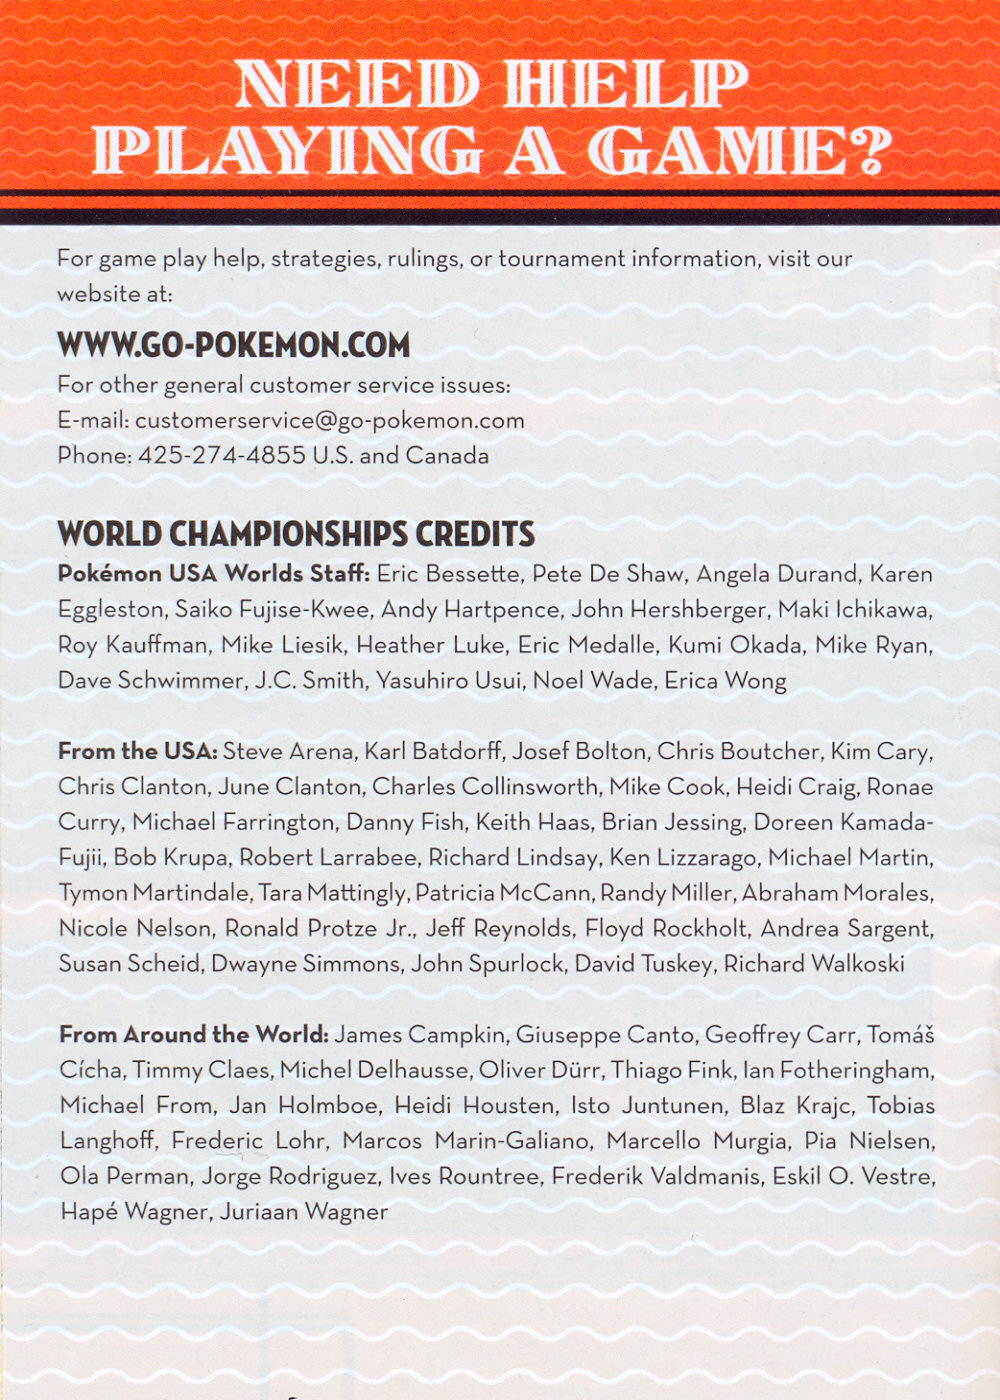 NEED HELP
PLAYING A GAME?
For game play help, strategies, rulings, or tournament information, visit our
website at:
WWW.GO-POKEMON.COM
For other general customer service issues:
E-mail: customerservice@go-pokemon.com
Phone: 425-274-4855 U.S. and Canada
WORLD CHAMPIONSHIPS CREDITS
Pokémon USA Worlds Staff: Eric Bessette, Pete De Shaw, Angela Durand, Karen
Eggleston, Saiko Fujise-Kwee, Andy Hartpence, John Hershberger, Maki Ichikawa,
Roy Kauffman, Mike Liesik, Heather Luke, Eric Medalle, Kumi Okada, Mike Ryan,
Dave Schwimmer, J.C. Smith, Yasuhiro Usui, Noel Wade, Erica Wong
From the USA: Steve Arena, Karl Batdorff, Josef Bolton, Chris Boutcher, Kim Cary,
Chris Clanton, June Clanton, Charles Collinsworth, Mike Cook, Heidi Craig, Ronae
Curry, Michael Farrington, Danny Fish, Keith Haas, Brian Jessing, Doreen Kamada-
Fujii, Bob Krupa, Robert Larrabee, Richard Lindsay, Ken Lizzarago, Michael Martin,
Tymon Martindale, Tara Mattingly, Patricia McCann, Randy Miller, Abraham Morales,
Nicole Nelson, Ronald Protze Jr., Jeff Reynolds, Floyd Rockholt, Andrea Sargent,
Susan Scheid, Dwayne Simmons, John Spurlock, David Tuskey, Richard Walkoski
From Around the World: James Campkin, Giuseppe Canto, Geoffrey Carr, Tomáš
Cícha, Timmy Claes, Michel Delhausse, Oliver Dürr, Thiago Fink, Ian Fotheringham,
Michael From, Jan Holmboe, Heidi Housten, Isto Juntunen, Blaz Krajc, Tobias
Langhoff, Frederic Lohr, Marcos Marin-Galiano, Marcello Murgia, Pia Nielsen,
Ola Perman, Jorge Rodriguez, Ives Rountree, Frederik Valdmanis, Eskil O. Vestre,
Hapé Wagner, Juriaan Wagner